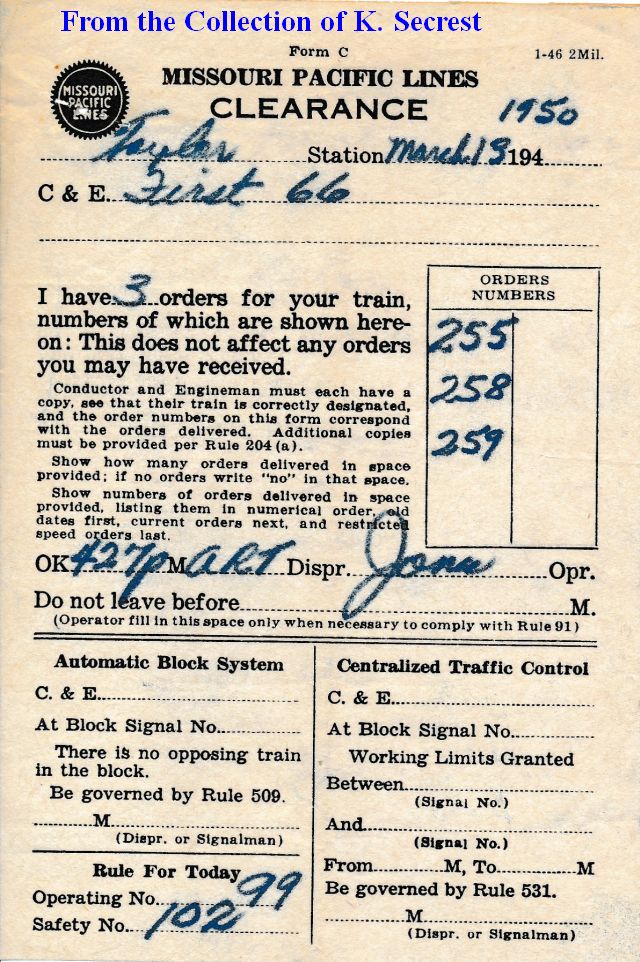 From the Collection of K. Secrest
Form C
1-46 2Mil.
MISSOURI PACIFIC LINES
MISSOURI PACIFIC LINES
CLEARANCE
1950
Taylor Station March 13 194
C & E. First 66
I have 3 orders for your train,
numbers of which are shown here-
on: This does not affect any orders
you may have received.
Conductor and Engineman must each have a
copy, see that their train is correctly designated,
and the order numbers on this form correspond
with the orders delivered. Additional copies
must be provided per Rule 204 (a).
Show how many orders delivered in space
provided; if no orders write "no" in that space.
Show numbers of orders delivered in space
provided, listing them in numerical order, old
dates first, current orders next, and restricted
speed orders last.
ORDERS
NUMBERS
255
258
259
OK 427p M ART Dispr. Opr.
Do not leave before M.
(Operator fill in this space only when necessary to comply with Rule 91)
Automatic Block System
C. & E.
At Block Signal No.
There is no opposing train
in the block.
Be governed by Rule 509.
M
(Dispr. or Signalman)
Rule For Today
Operating No. 99
Safety No. 102
Centralized Traffic Control
C. & E.
At Block Signal No.
Working Limits Granted
Between
(Signal No.)
And
(Signal No.)
From M, To M
Be governed by Rule 531.
M
(Dispr. or Signalman)